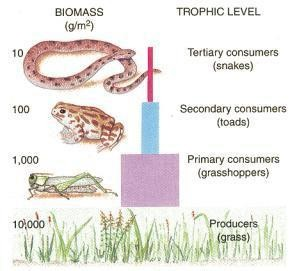 BIOMASS
(g/m²)
TROPHIC LEVEL
10
Tertiary consumers
(snakes)
100
Secondary consumers
(toads)
1,000
Primary consumers
(grasshoppers)
10,000
Producers
(grass)